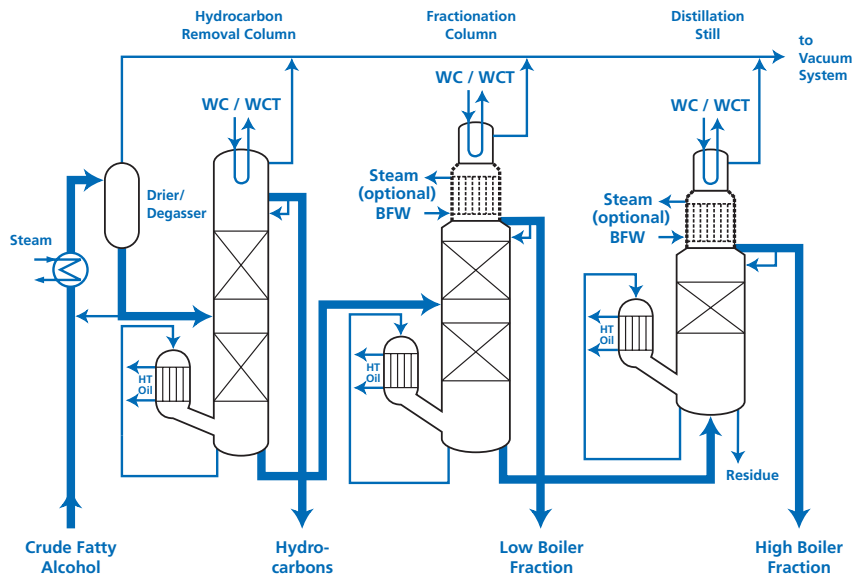 Hydrocarbon
Removal Column
Fractionation
Column
Distillation
Still
to
Vacuum
System
WC / WCT
WC / WCT
WC / WCT
Drier/
Degasser
Steam
(optional)
BFW
Steam
(optional)
BFW
Steam
HT
Oil
HT
Oil
HT
Oil
Residue
Crude Fatty
Alcohol
Hydro-
carbons
Low Boiler
Fraction
High Boiler
Fraction